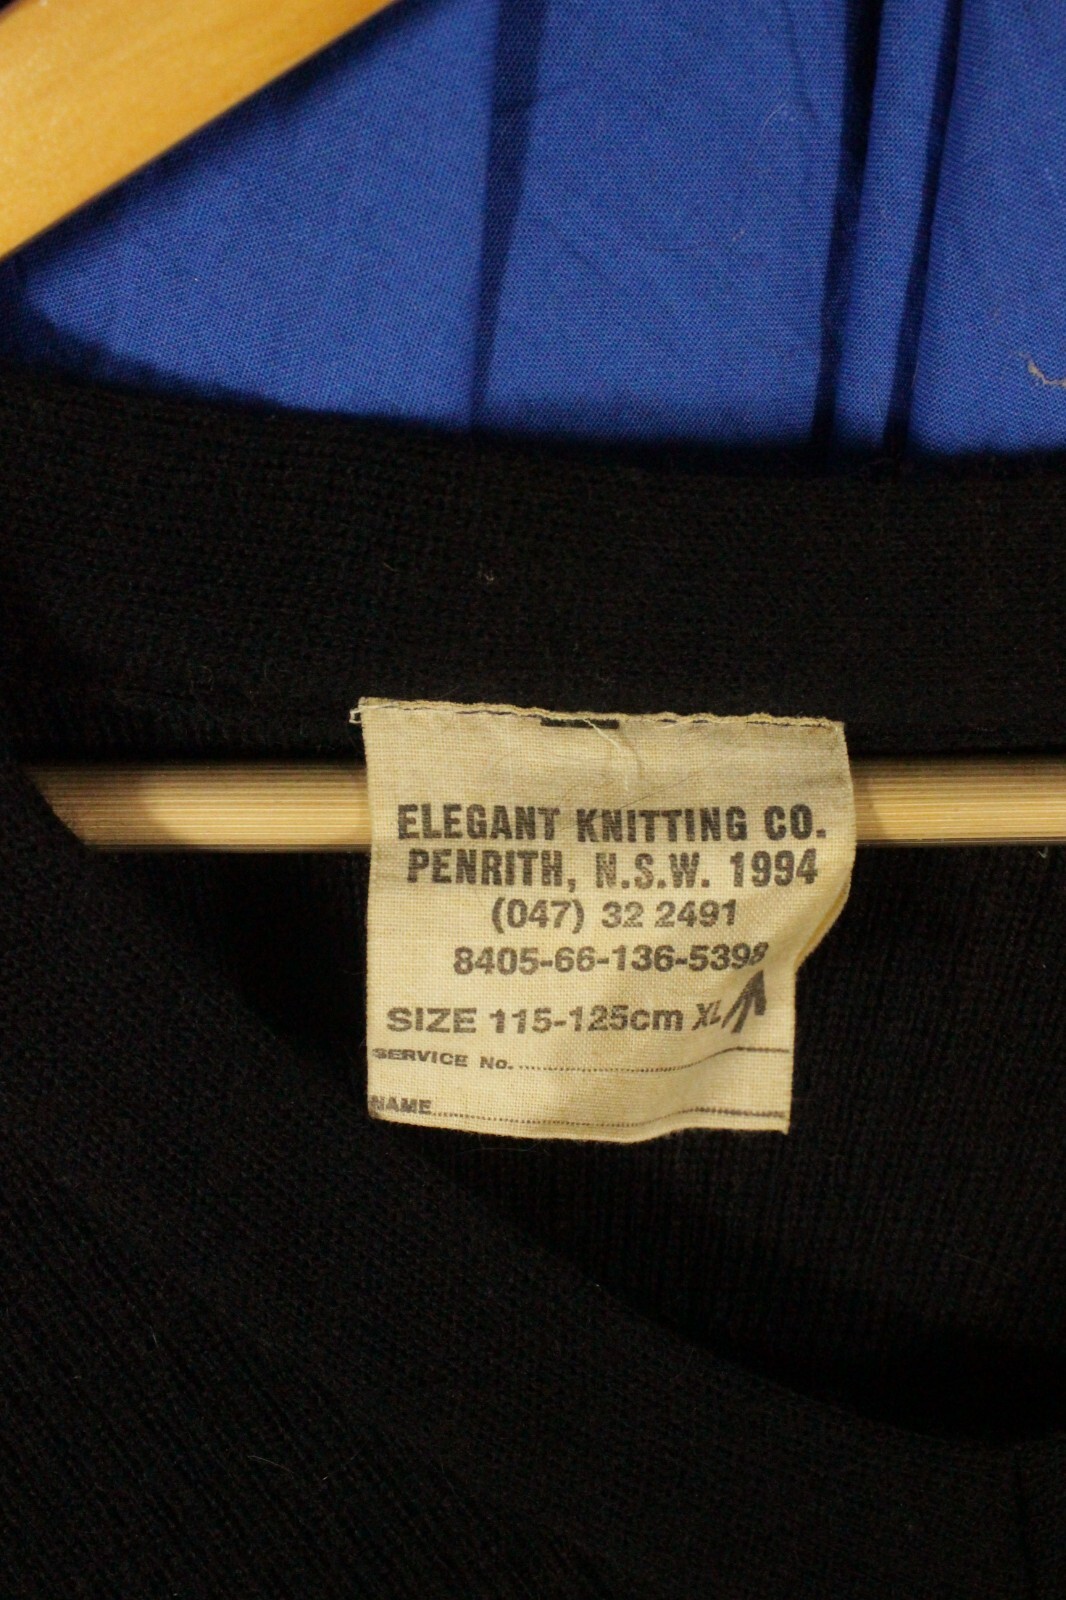 ELEGANT KNITTING CO.
PENRITH, N.S.W. 1994
(047) 32 2491
8405-66-136-5398
SIZE 115-125cm XL
SERVICE No.
NAME